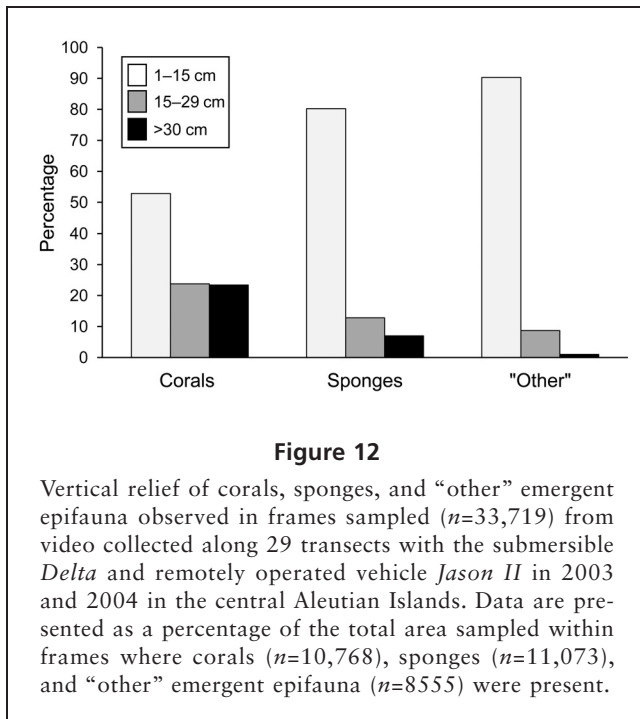 100
90
80
70
60
50
40
30
20
10
0
Percentage
1–15 cm
15–29 cm
>30 cm
Corals Sponges "Other"
Figure 12
Vertical relief of corals, sponges, and “other” emergent
epifauna observed in frames sampled (n=33,719) from
video collected along 29 transects with the submersible
Delta and remotely operated vehicle Jason II in 2003
and 2004 in the central Aleutian Islands. Data are pre-
sented as a percentage of the total area sampled within
frames where corals (n=10,768), sponges (n=11,073),
and “other” emergent epifauna (n=8555) were present.